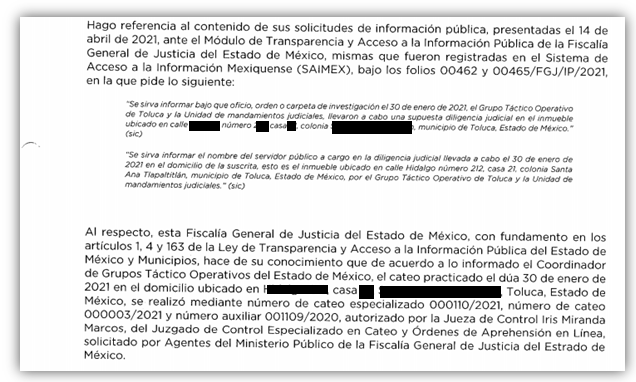 Hago referencia al contenido de sus solicitudes de información pública, presentadas el 14 de
abril de 2021, ante el Módulo de Transparencia y Acceso a la Información Pública de la Fiscalía
General de Justicia del Estado de México, mismas que fueron registradas en el Sistema de
Acceso a la Información Mexiquense (SAIMEX), bajo los folios 00462 y 00465/FGJ/IP/2021,
en la que pide lo siguiente:
"Se sirva informar bajo que oficio, orden o carpeta de investigación el 30 de enero de 2021, el Grupo Táctico Operativo
de Toluca y la Unidad de mandamientos judiciales, llevaron a cabo una supuesta diligencia judicial en el inmueble
ubicado en calle número 2 casa , colonia S , municipio de Toluca, Estado de México."
(sic)
"Se sirva informar el nombre del servidor público a cargo en la diligencia judicial llevada a cabo el 30 de enero de
2021 en el domicilio de la suscrita, esto es el inmueble ubicado en calle Hidalgo número 212, casa 21, colonia Santa
Ana Tlapaltitlán, municipio de Toluca, Estado de México, por el Grupo Táctico Operativo de Toluca y la Unidad de
mandamientos judiciales." (sic)
Al respecto, esta Fiscalía General de Justicia del Estado de México, con fundamento en los
artículos 1, 4 y 163 de la Ley de Transparencia y Acceso a la Información Pública del Estado de
México y Municipios, hace de su conocimiento que de acuerdo a lo informado el Coordinador
de Grupos Táctico Operativos del Estado de México, el cateo practicado el dúa 30 de enero de
2021 en el domicilio ubicado en H , casa S , Toluca, Estado de
México, se realizó mediante número de cateo especializado 000110/2021, número de cateo
000003/2021 y número auxiliar 001109/2020, autorizado por la Jueza de Control Iris Miranda
Marcos, del Juzgado de Control Especializado en Cateo y Órdenes de Aprehensión en Línea,
solicitado por Agentes del Ministerio Público de la Fiscalía General de Justicia del Estrado de
México.